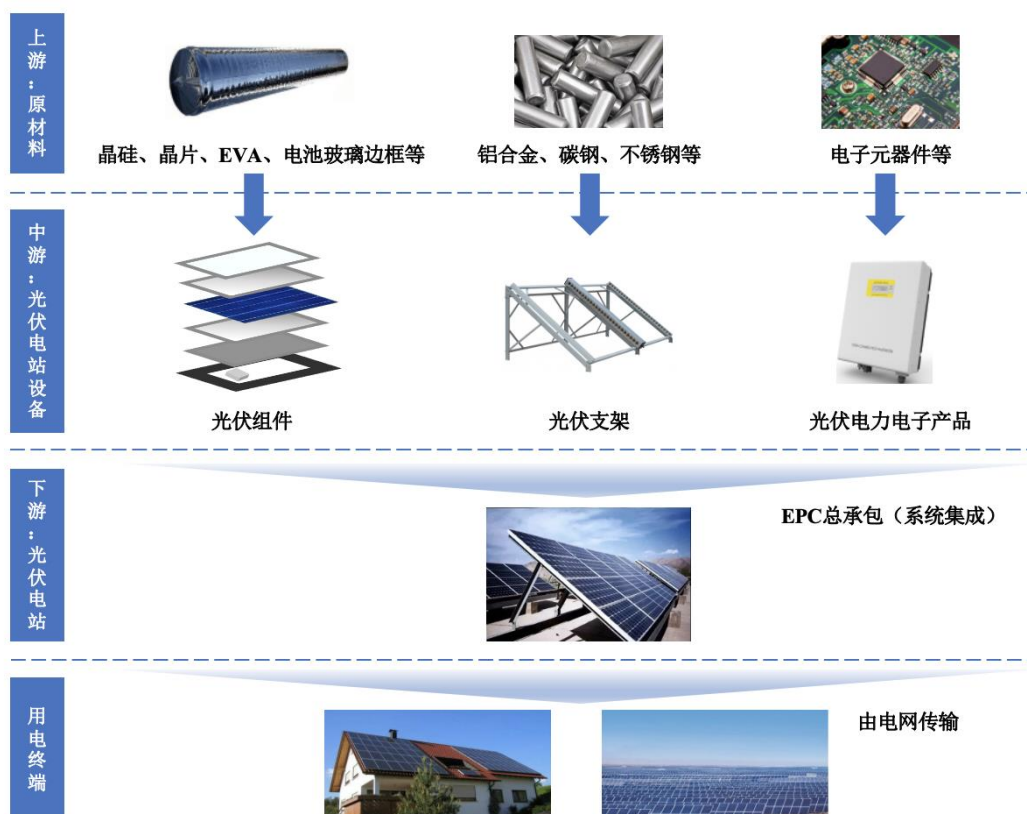 上游：原材料
晶硅、晶片、EVA、电池玻璃边框等
铝合金、碳钢、不锈钢等
电子元器件等
中游：光伏电站设备
光伏组件
光伏支架
光伏电力电子产品
下游：光伏电站
EPC总承包（系统集成）
用电终端
由电网传输